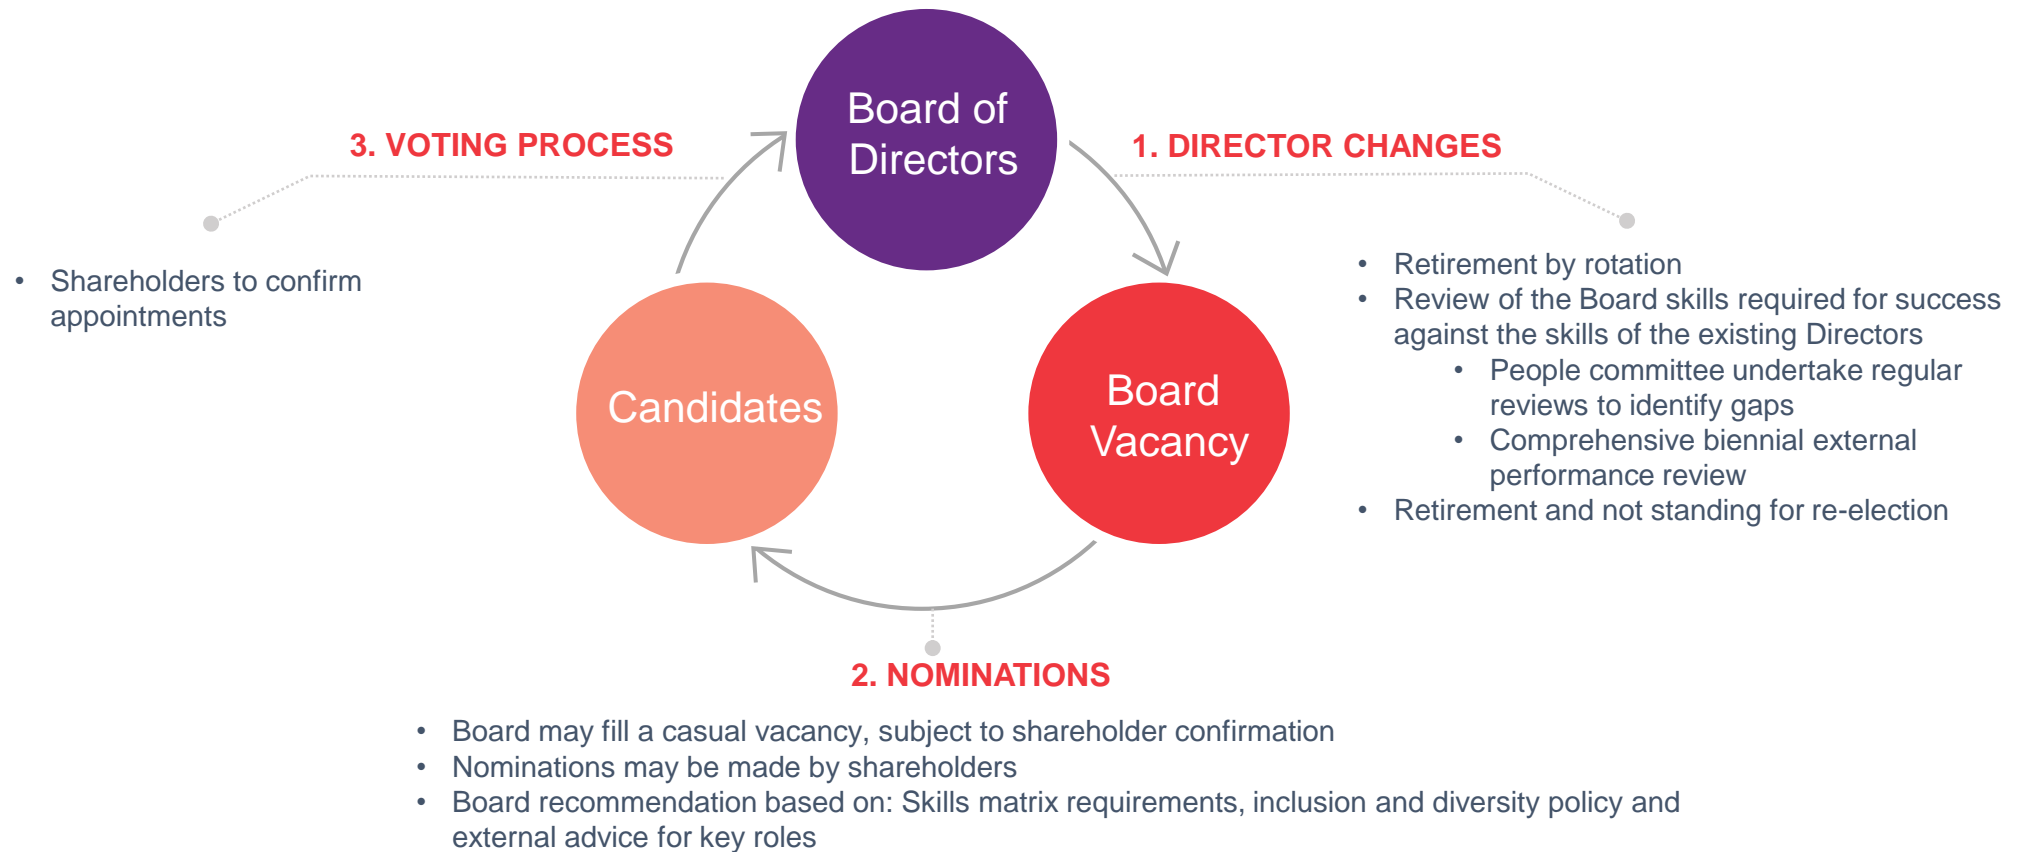 Board of
Directors
3. VOTING PROCESS
1. DIRECTOR CHANGES
• Shareholders to confirm
appointments
• Retirement by rotation
• Review of the Board skills required for success
against the skills of the existing Directors
• People committee undertake regular
reviews to identify gaps
• Comprehensive biennial external
performance review
• Retirement and not standing for re-election
Candidates
Board
Vacancy
2. NOMINATIONS
• Board may fill a casual vacancy, subject to shareholder confirmation
• Nominations may be made by shareholders
• Board recommendation based on: Skills matrix requirements, inclusion and diversity policy and
external advice for key roles